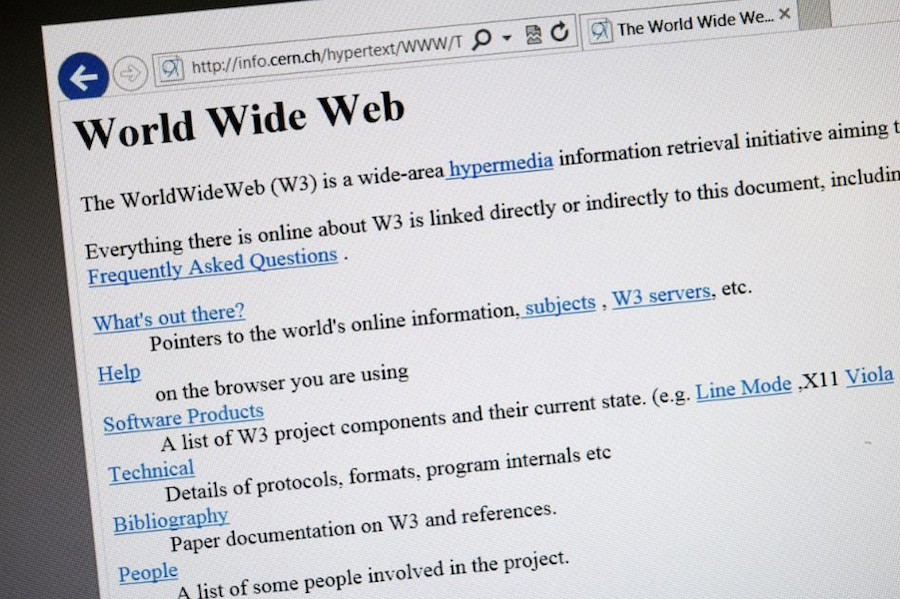 http://info.cern.ch/hypertext/WWW/T
The World Wide We...
World Wide Web
The WorldWideWeb (W3) is a wide-area hypermedia information retrieval initiative aiming t
Everything there is online about W3 is linked directly or indirectly to this document, includin
Frequently Asked Questions .
What's out there?
Pointers to the world's online information, subjects , W3 servers, etc.
Help
on the browser you are using
Software Products
A list of W3 project components and their current state. (e.g. Line Mode ,X11 Viola
Technical
Details of protocols, formats, program internals etc
Bibliography
Paper documentation on W3 and references.
People
A list of some people involved in the project.